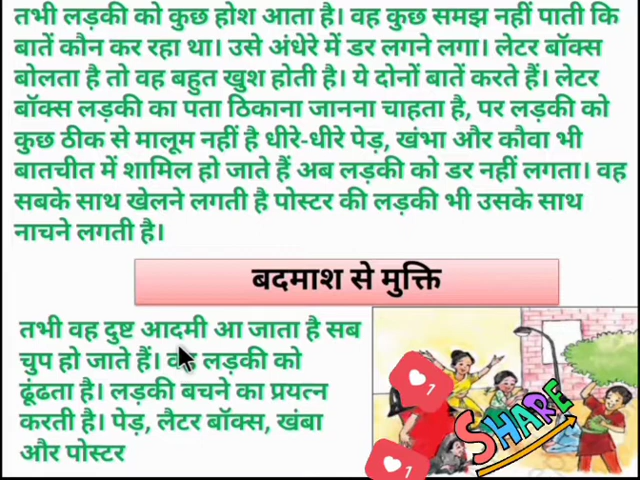 तभी लड़की को कुछ होश आता है। वह कुछ समझ नहीं पाती कि
बातें कौन कर रहा था। उसे अंधेरे में डर लगने लगा। लेटर बॉक्स
बोलता है तो वह बहुत खुश होती है। ये दोनों बातें करते हैं। लेटर
बॉक्स लड़की का पता ठिकाना जानना चाहता है, पर लड़की को
कुछ ठीक से मालूम नहीं है धीरे-धीरे पेड़, खंभा और कौवा भी
बातचीत में शामिल हो जाते हैं अब लड़की को डर नहीं लगता। वह
सबके साथ खेलने लगती है पोस्टर की लड़की भी उसके साथ
नाचने लगती है।
बदमाश से मुक्ति
तभी वह दुष्ट आदमी आ जाता है सब
चुप हो जाते हैं। लड़की को
ढूंढता है। लड़की बचने का प्रयत्न
करती है। पेड़, लैटर बॉक्स, खंबा
और पोस्टर
1
SHARE
1